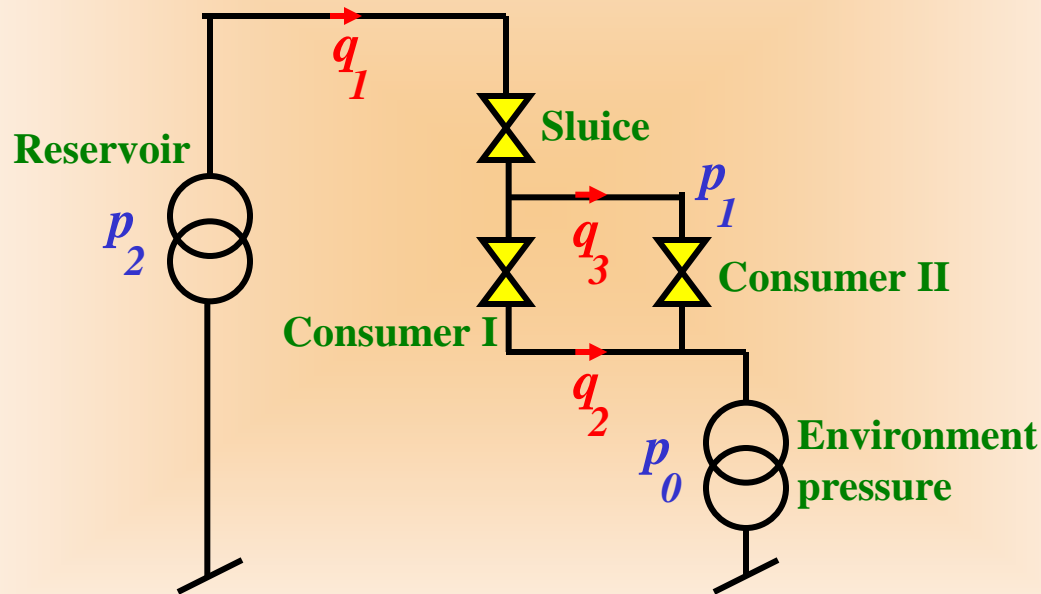 q1
Sluice
Reservoir
p2
p1
q3
Consumer II
Consumer I
q2
p0
Environment
pressure